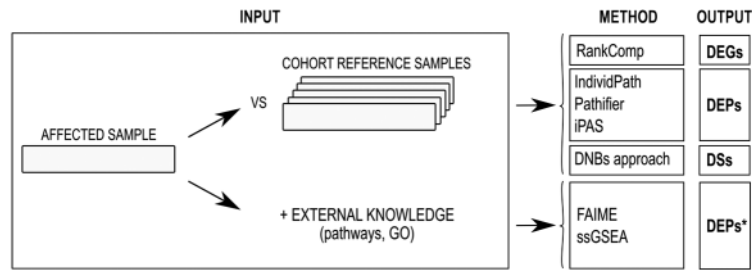 INPUT
METHOD
OUTPUT
AFFECTED SAMPLE
VS
COHORT REFERENCE SAMPLES
+ EXTERNAL KNOWLEDGE
(pathways, GO)
RankComp
DEGs
IndividPath
Pathifier
iPAS
DEPs
DNBs approach
DSs
FAIME
ssGSEA
DEPs*